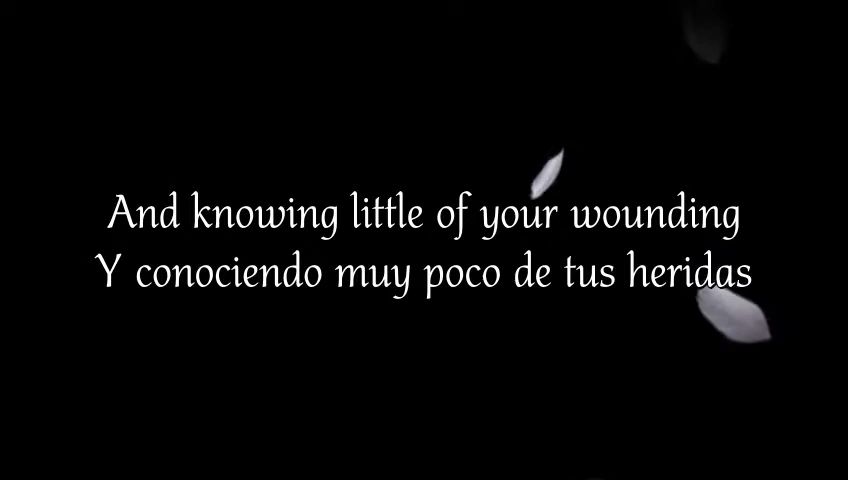 And knowing little of your wounding
Y conociendo muy poco de tus heridas